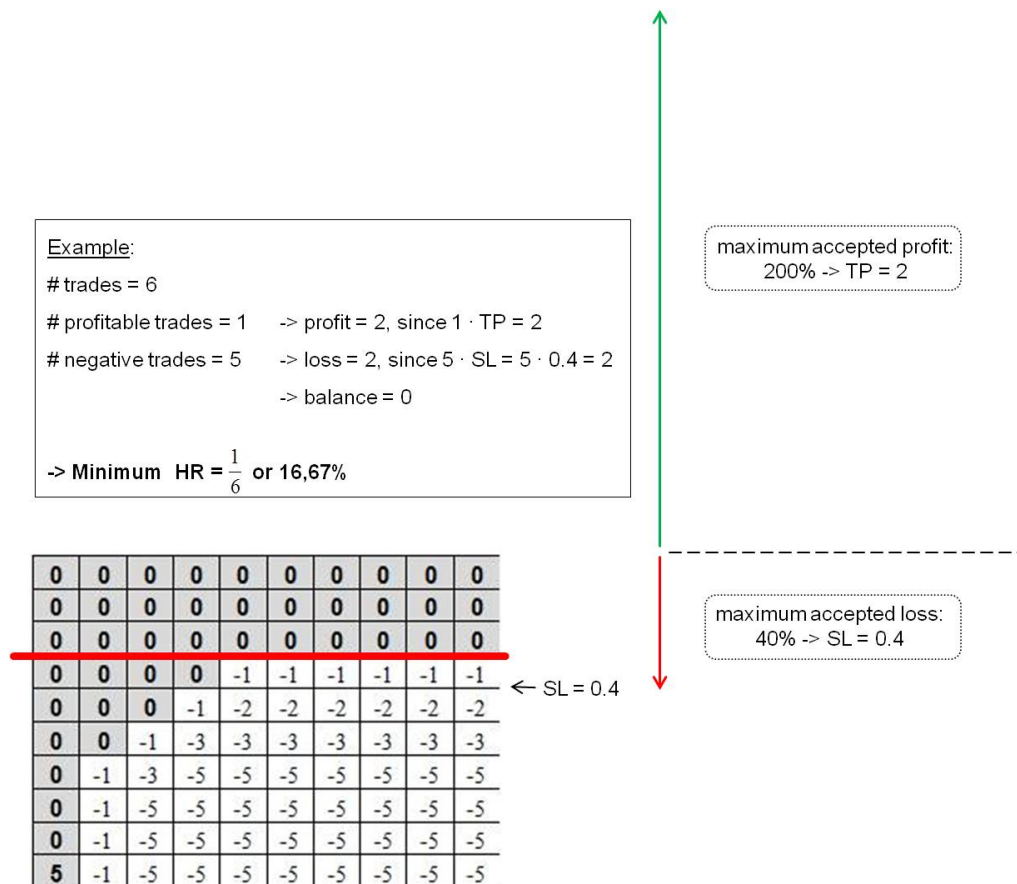 Example:
# trades = 6
# profitable trades = 1 -> profit = 2, since 1 · TP = 2
# negative trades = 5 -> loss = 2, since 5 · SL = 5 · 0.4 = 2
-> balance = 0
-> Minimum HR = 1/6 or 16,67%
maximum accepted profit:
200% -> TP = 2
maximum accepted loss:
40% -> SL = 0.4
0 0 0 0 0 0 0 0 0 0
0 0 0 0 0 0 0 0 0 0
0 0 0 0 0 0 0 0 0 0
0 0 0 0 -1 -1 -1 -1 -1 -1
← SL = 0.4
0 0 0 -1 -2 -2 -2 -2 -2 -2
0 0 -1 -3 -3 -3 -3 -3 -3 -3
0 -1 -3 -5 -5 -5 -5 -5 -5 -5
0 -1 -5 -5 -5 -5 -5 -5 -5 -5
0 -1 -5 -5 -5 -5 -5 -5 -5 -5
5 -1 -5 -5 -5 -5 -5 -5 -5 -5